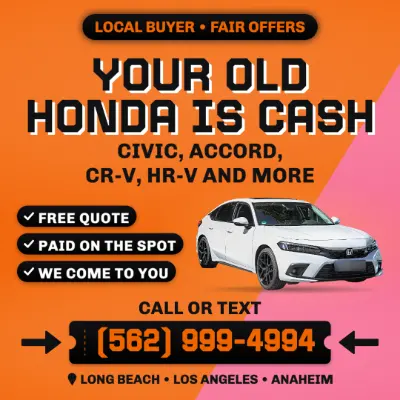 LOCAL BUYER • FAIR OFFERS
YOUR OLD
HONDA IS CASH
CIVIC, ACCORD,
CR-V, HR-V AND MORE
FREE QUOTE
PAID ON THE SPOT
WE COME TO YOU
CALL OR TEXT
(562) 999-4994
LONG BEACH • LOS ANGELES • ANAHEIM